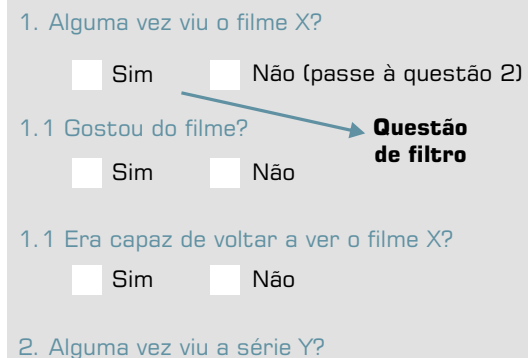 1. Alguma vez viu o filme X?
Sim Não (passe à questão 2)
1.1 Gostou do filme? Questão
de filtro
Sim Não
1.1 Era capaz de voltar a ver o filme X?
Sim Não
2. Alguma vez viu a série Y?